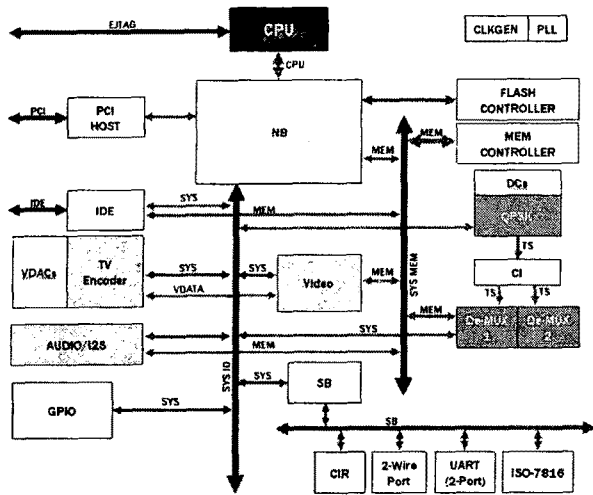 EJTAG
CPU
CLKGEN
PLL
CPU
PCI
PCI
HOST
NB
FLASH
CONTROLLER
MEM
MEM
MEM
CONTROLLER
IDE
IDE
SYS
MEM
DCs
QPSK
TS
VDACs
TV
Encoder
SYS
SYS
VDATA
Video
MEM
SYS MEM
CI
TS
TS
MEM
De-MUX
1
De-MUX
2
AUDIO/I2S
SYS
MEM
SYS IO
SYS
SB
GPIO
SYS
SB
CIR
2-Wire
Port
UART
(2-Port)
ISO-7816